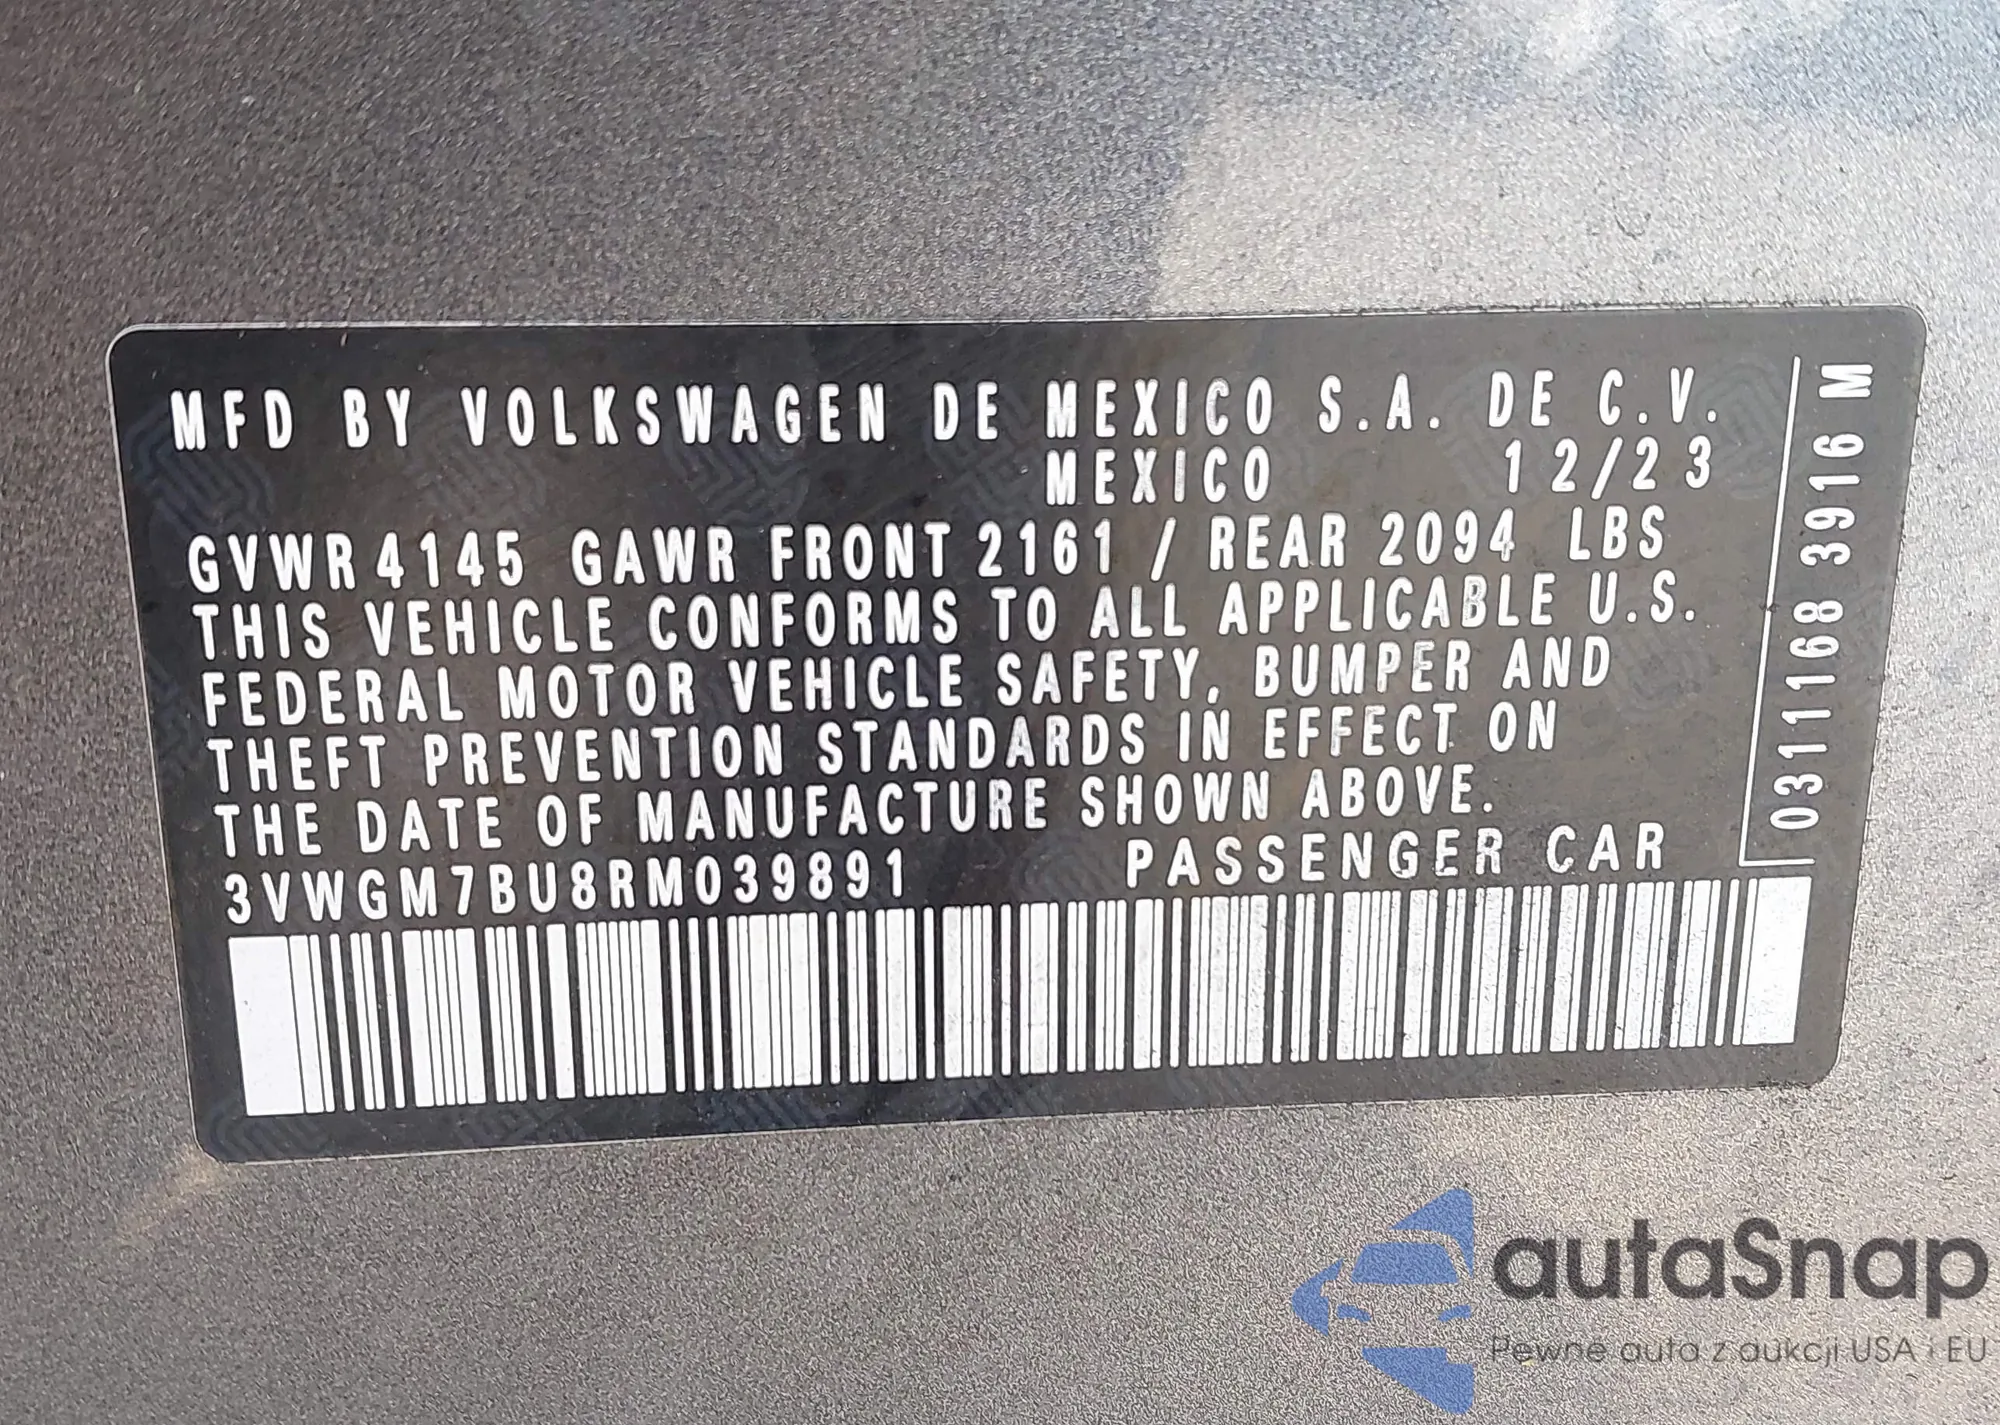 MFD BY VOLKSWAGEN DE MEXICO S.A. DE C.V.
MEXICO 12/23
GVWR 4145 GAWR FRONT 2161 / REAR 2094 LBS
THIS VEHICLE CONFORMS TO ALL APPLICABLE U.S.
FEDERAL MOTOR VEHICLE SAFETY, BUMPER AND
THEFT PREVENTION STANDARDS IN EFFECT ON
THE DATE OF MANUFACTURE SHOWN ABOVE.
3VWGM7BU8RM039891 PASSENGER CAR
0311168 3916 M
autaSnap
Pewne auta z aukcji USA i EU